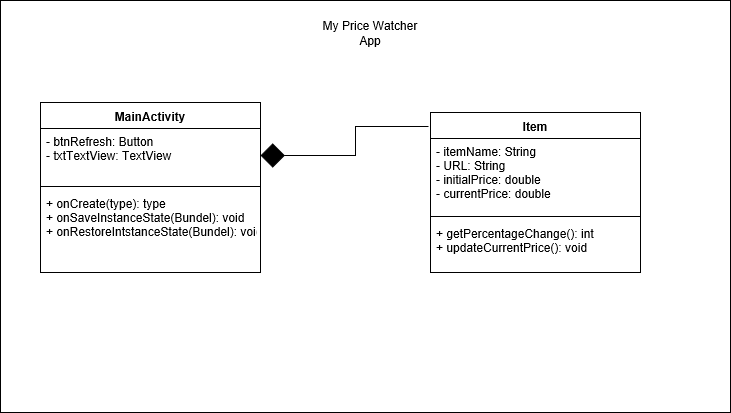 My Price Watcher
App
MainActivity
- btnRefresh: Button
- txtTextView: TextView
+ onCreate(type): type
+ onSaveInstanceState(Bundel): void
+ onRestoreIntstanceState(Bundel): voi
Item
- itemName: String
- URL: String
- initialPrice: double
- currentPrice: double
+ getPercentageChange(): int
+ updateCurrentPrice(): void